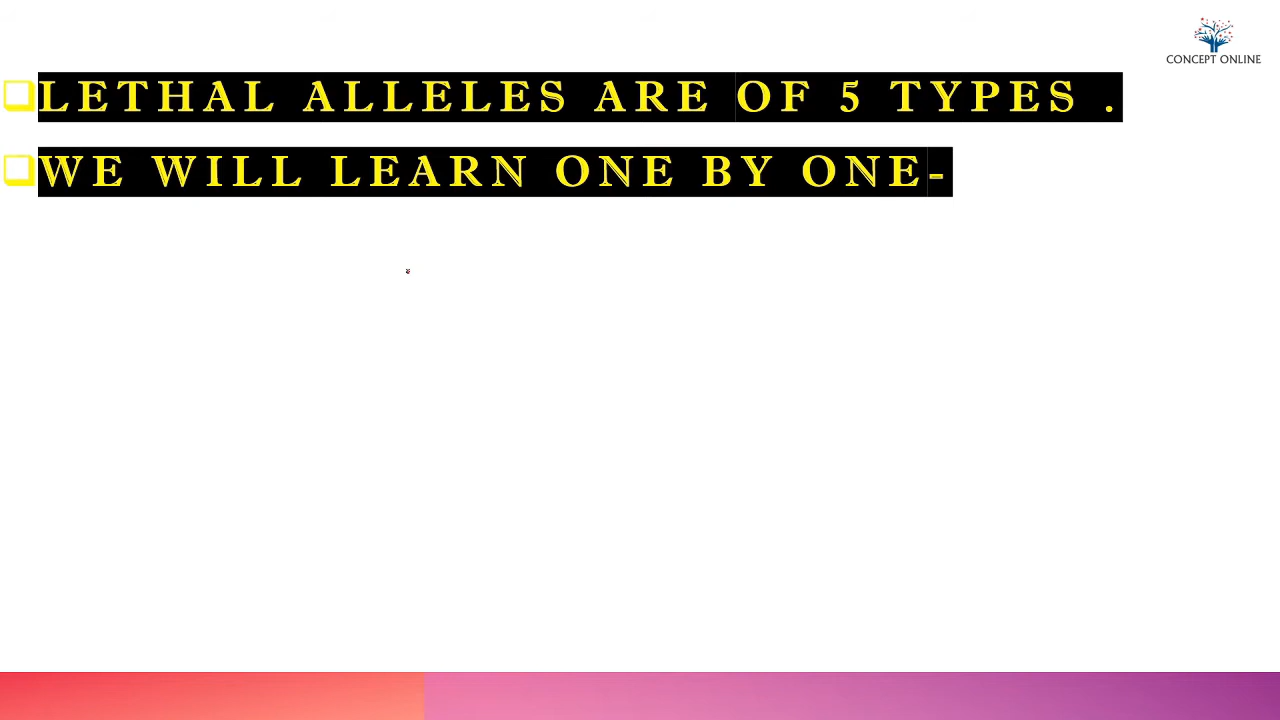 CONCEPT ONLINE
LETHAL ALLELES ARE OF 5 TYPES .
WE WILL LEARN ONE BY ONE-